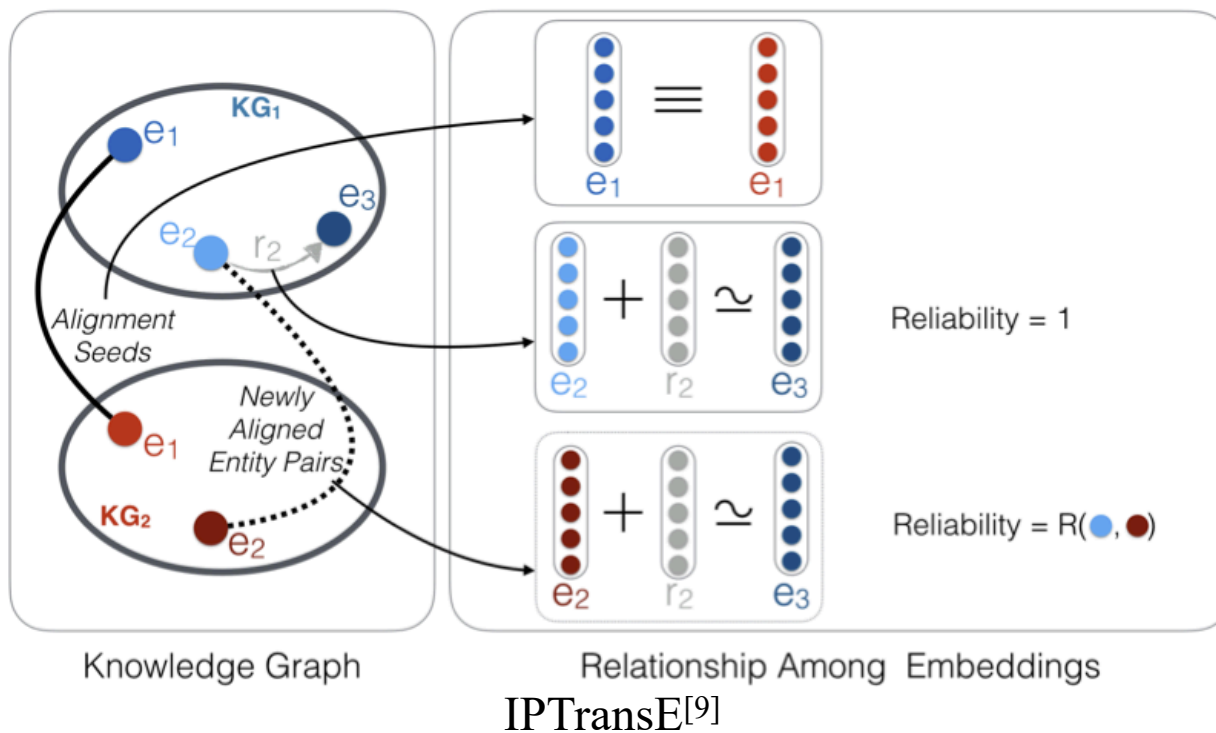 KG₁
e₁
e₂
r₂
e₃
Alignment
Seeds
Newly
Aligned
Entity Pairs
e₁
KG₂
e₂
≡
e₁
e₁
+
≃
e₂
r₂
e₃
Reliability = 1
+
≃
e₂
r₂
e₃
Reliability = R( , )
Knowledge Graph
Relationship Among Embeddings
IPTransE[9]